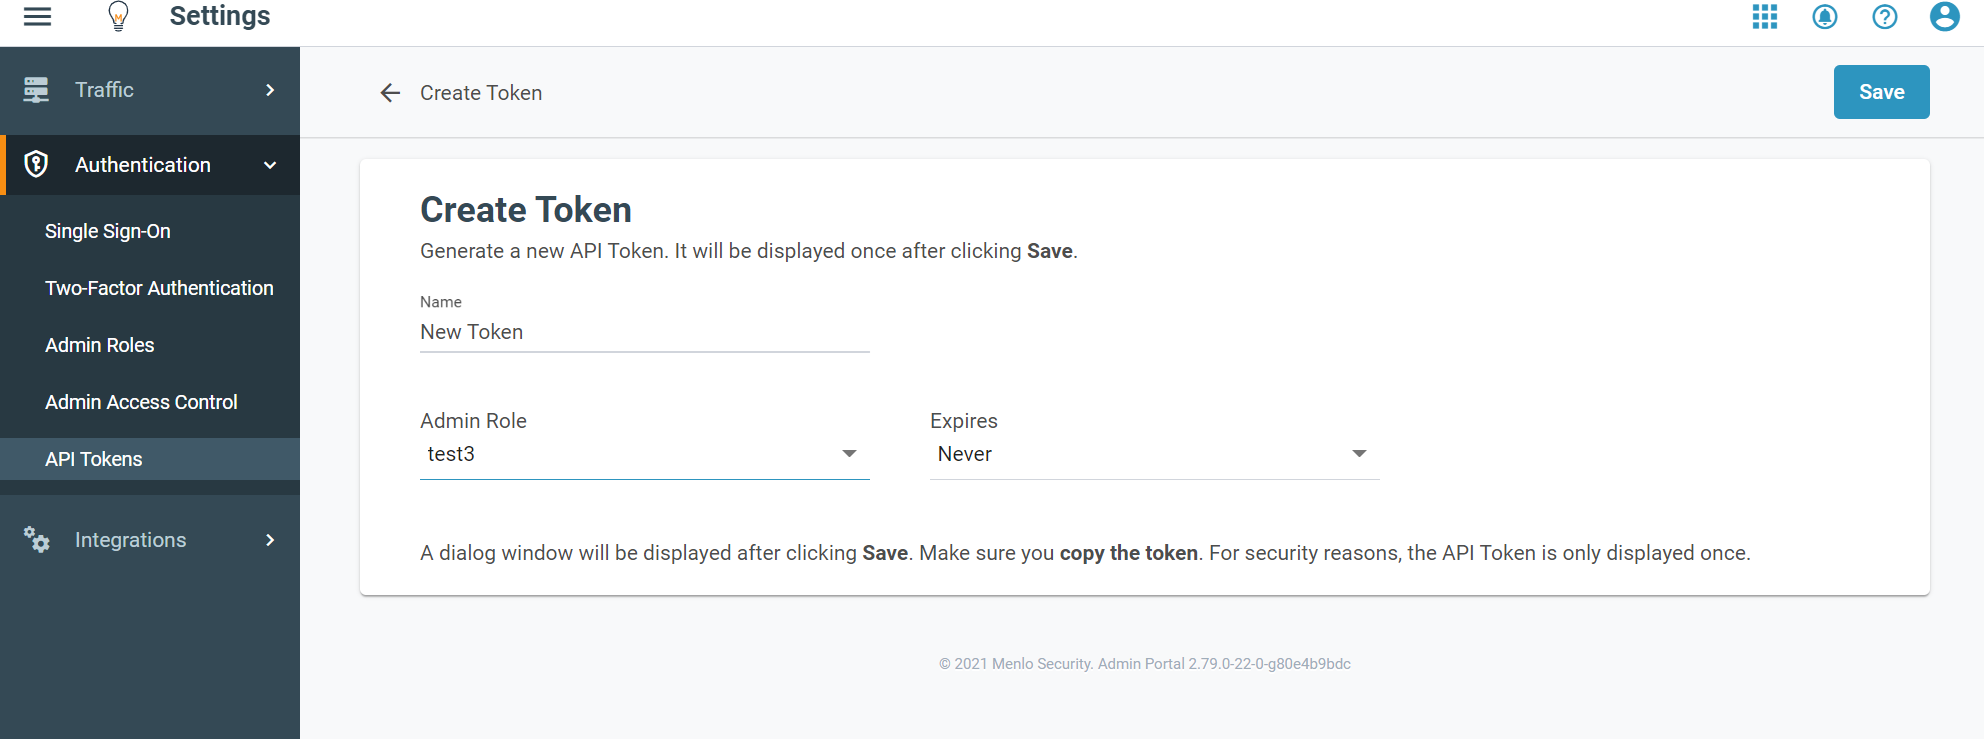 Settings
Traffic
Authentication
Single Sign-On
Two-Factor Authentication
Admin Roles
Admin Access Control
API Tokens
Integrations
Create Token
Save
Create Token
Generate a new API Token. It will be displayed once after clicking Save.
Name
New Token
Admin Role
test3
Expires
Never
A dialog window will be displayed after clicking Save. Make sure you copy the token. For security reasons, the API Token is only displayed once.
© 2021 Menlo Security. Admin Portal 2.79.0-22-0-g80e4b9bdc